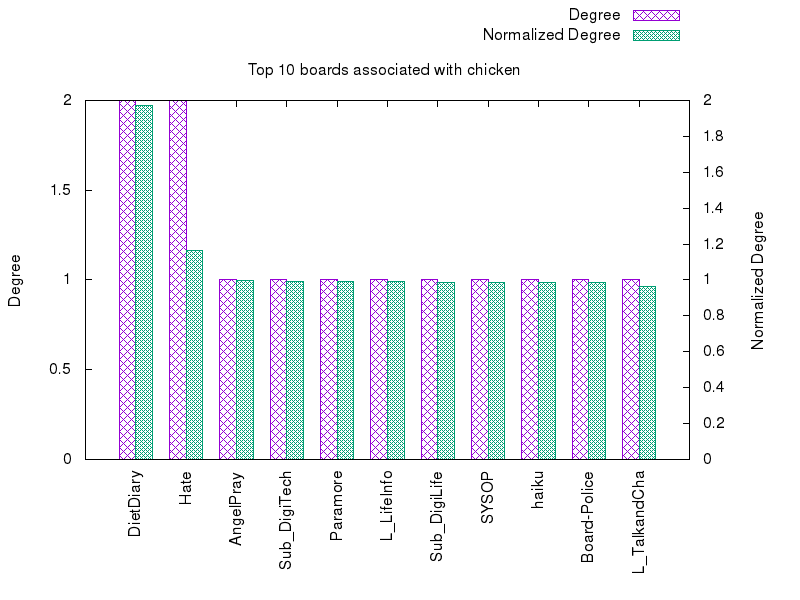 Degree
Normalized Degree
Top 10 boards associated with chicken
2
1.5
1
0.5
0
Degree
2
1.8
1.6
1.4
1.2
1
0.8
0.6
0.4
0.2
0
Normalized Degree
DietDiary
Hate
AngelPray
Sub_DigiTech
Paramore
L_LifeInfo
Sub_DigiLife
SYSOP
haiku
Board-Police
L_TalkandCha